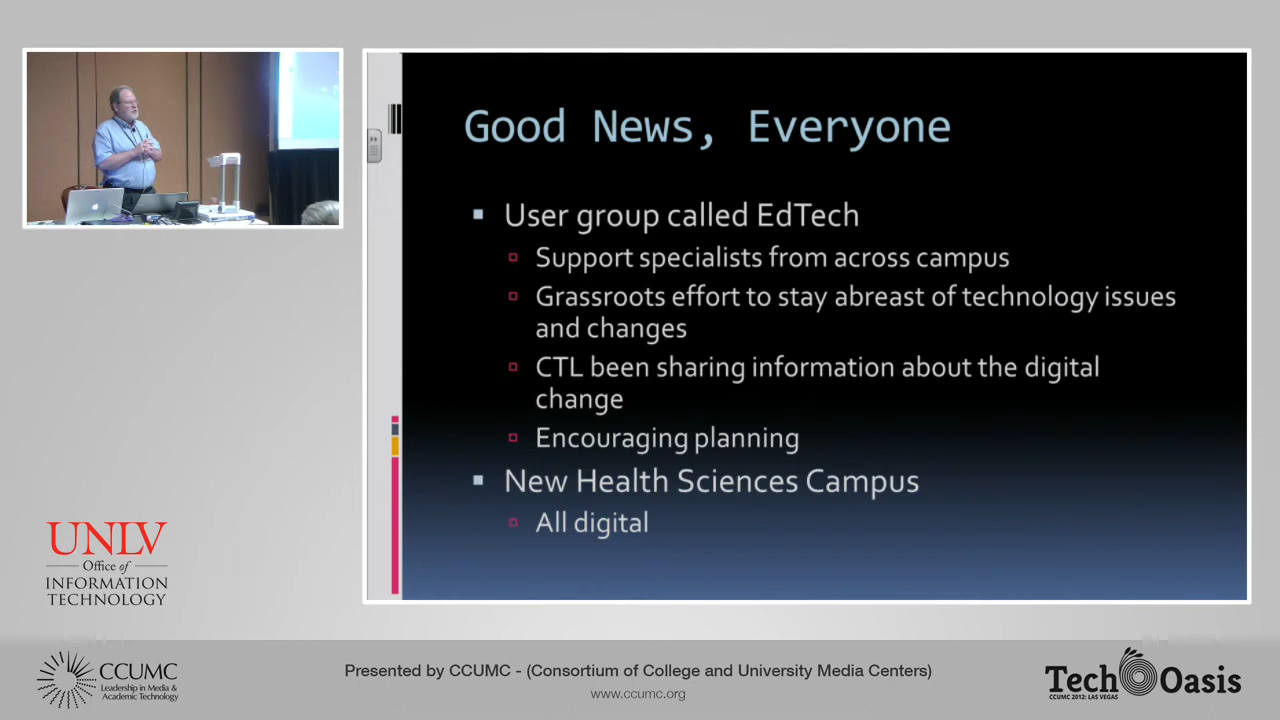 Good News, Everyone
User group called EdTech
Support specialists from across campus
Grassroots effort to stay abreast of technology issues
and changes
CTL been sharing information about the digital
change
Encouraging planning
New Health Sciences Campus
All digital
UNLV
Office of
INFORMATION
TECHNOLOGY
CCUMC
Leadership in Media &
Academic Technology
Presented by CCUMC - (Consortium of College and University Media Centers)
www.ccumc.org
Tech Oasis
CCUMC 2012: LAS VEGAS